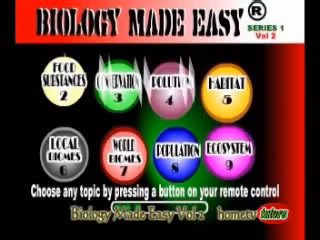 BIOLOGY MADE EASY ®
SERIES 1
Vol 2
FOOD SUBSTANCES 2
CONSERVATION 3
POLUTION 4
HABITAT 5
LOCAL BIOMES 6
WORLD BIOMES 7
POPULATION 8
ECOSYSTEM 9
Choose any topic by pressing a button on your remote control
Biology Made Easy Vol 2 hometutors